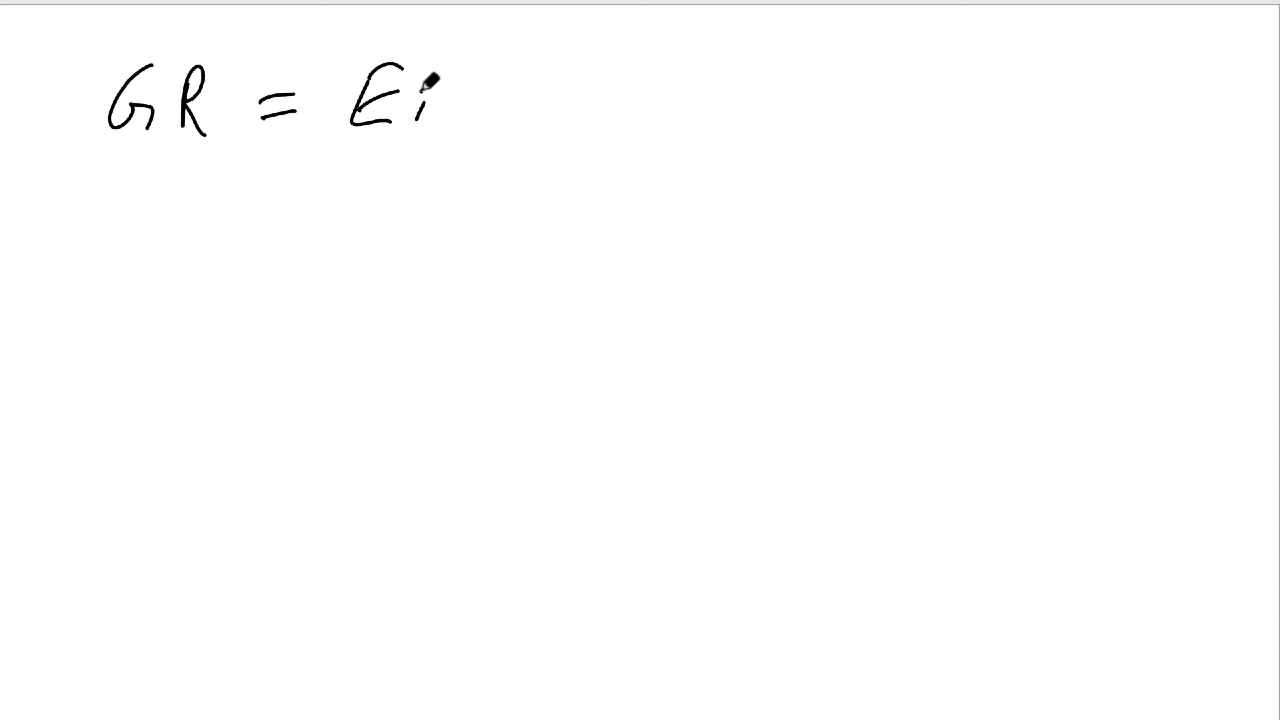 GR = Ei